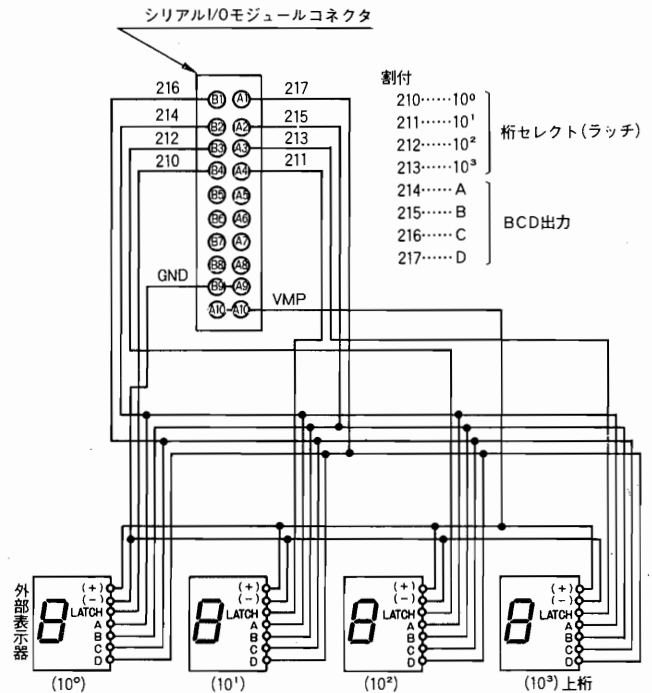 シリアルI/Oモジュールコネクタ
216 B1 A1 217
214 B2 A2 215
212 B3 A3 213
210 B4 A4 211
B5 A5
B6 A6
B7 A7
B8 A8
GND B9 A9
A10 A10 VMP
割付
210……10⁰
211……10¹
212……10²
213……10³
桁セレクト(ラッチ)
214……A
215……B
216……C
217……D
BCD出力
外部表示器
8
(+)
(-)
LATCH
A
B
C
D
(10⁰)
8
(+)
(-)
LATCH
A
B
C
D
(10¹)
8
(+)
(-)
LATCH
A
B
C
D
(10²)
8
(+)
(-)
LATCH
A
B
C
D
(10³)上桁